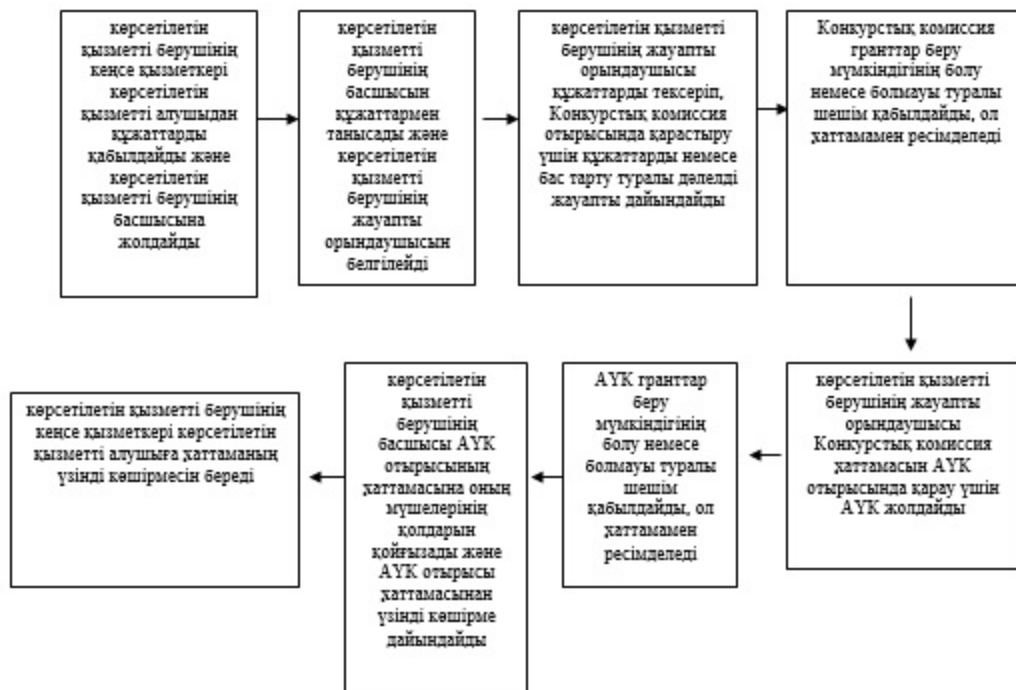 көрсетілетін
қызметті берушінің
кеңсе қызметкері
көрсетілетін
қызметті алушыдан
құжаттарды
қабылдайды және
көрсетілетін
қызметті берушінің
басшысына
жолдайды
көрсетілетін
қызметті
берушінің
басшысын
құжаттармен
танысады және
көрсетілетін
қызметті
берушінің
жауапты
орындаушысын
белгілейді
көрсетілетін қызметті
берушінің жауапты
орындаушысы
құжаттарды тексеріп,
Конкурстық комиссия
отырысында қарастыру
үшін құжаттарды немесе
бас тарту туралы дәлелді
жауапты дайындайды
Конкурстық комиссия
гранттар беру
мүмкіндігінің болу
немесе болмауы туралы
шешім қабылдайды, ол
хаттамамен ресімделеді
көрсетілетін қызметті
берушінің жауапты
орындаушысы
Конкурстық комиссия
хаттамасын АҮК
отырысында қарау үшін
АҮК жолдайды
АҮК гранттар
беру
мүмкіндігінің
болу немесе
болмауы туралы
шешім
қабылдайды, ол
хаттамамен
ресімделеді
көрсетілетін
қызметті
берушінің
басшысы АҮК
отырысының
хаттамасына оның
мүшелерінің
қолдарын
қойғызады және
АҮК отырысы
хаттамасынан
үзінді көшірме
дайындайды
көрсетілетін қызметті берушінің
кеңсе қызметкері көрсетілетін
қызметті алушыға хаттаманың
үзінді көшірмесін береді